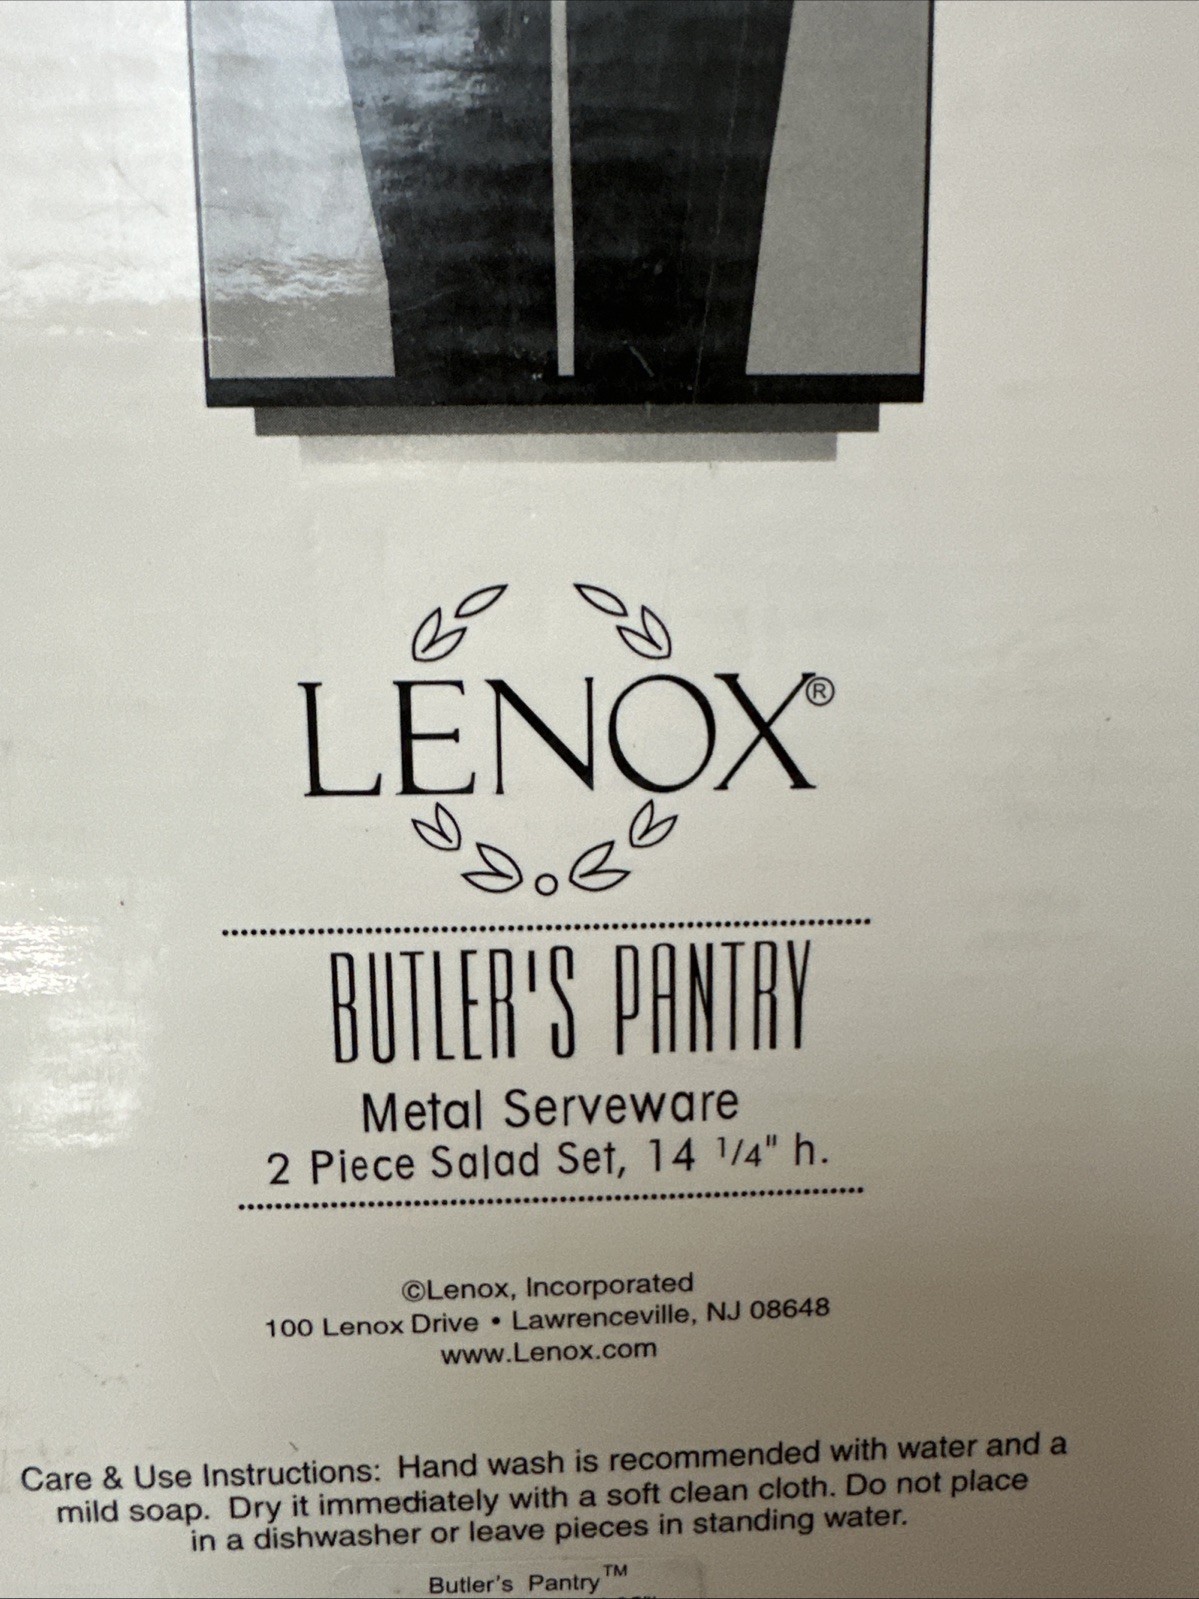 LENOX®
BUTLER'S PANTRY
Metal Serveware
2 Piece Salad Set, 14 1/4" h.
©Lenox, Incorporated
100 Lenox Drive • Lawrenceville, NJ 08648
www.Lenox.com
Care & Use Instructions: Hand wash is recommended with water and a
mild soap. Dry it immediately with a soft clean cloth. Do not place
in a dishwasher or leave pieces in standing water.
Butler's Pantry™